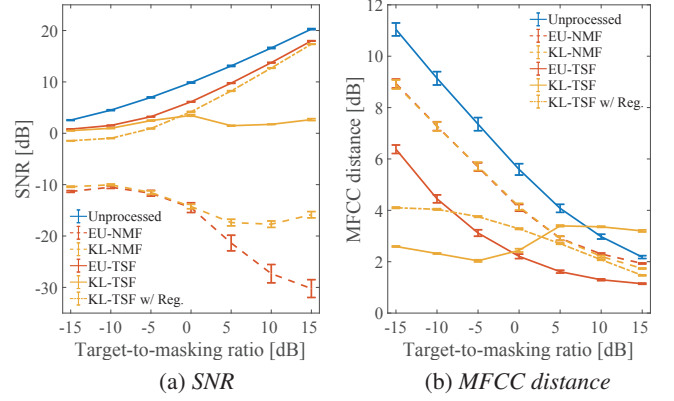 20
10
0
-10
-20
-30
SNR [dB]
Unprocessed
EU-NMF
KL-NMF
EU-TSF
KL-TSF
KL-TSF w/ Reg.
-15 -10 -5 0 5 10 15
Target-to-masking ratio [dB]
(a) SNR
12
10
8
6
4
2
0
MFCC distance [dB]
Unprocessed
EU-NMF
KL-NMF
EU-TSF
KL-TSF
KL-TSF w/ Reg.
-15 -10 -5 0 5 10 15
Target-to-masking ratio [dB]
(b) MFCC distance